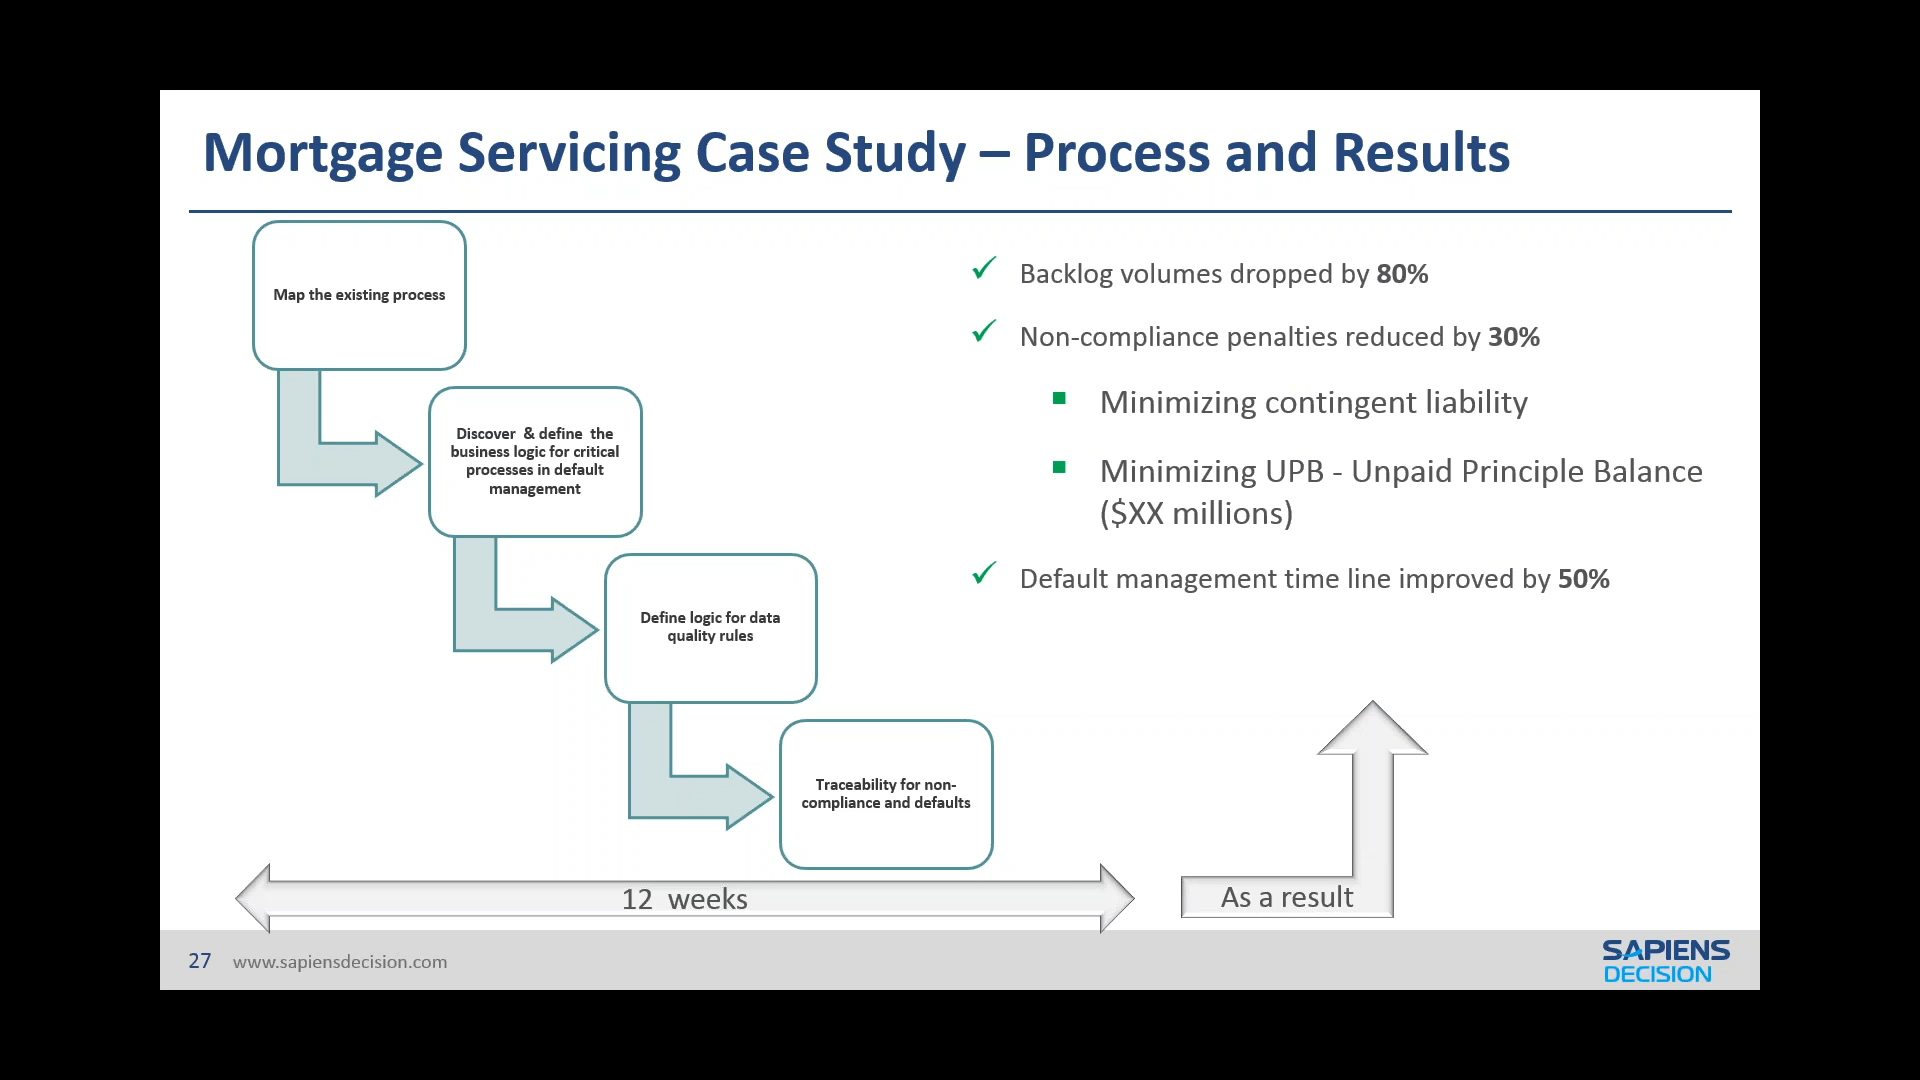 Mortgage Servicing Case Study – Process and Results
Map the existing process
Discover & define the
business logic for critical
processes in default
management
Define logic for data
quality rules
Traceability for non-
compliance and defaults
12 weeks
Backlog volumes dropped by 80%
Non-compliance penalties reduced by 30%
Minimizing contingent liability
Minimizing UPB - Unpaid Principle Balance
($XX millions)
Default management time line improved by 50%
As a result
27 www.sapiensdecision.com
SAPIENS
DECISION